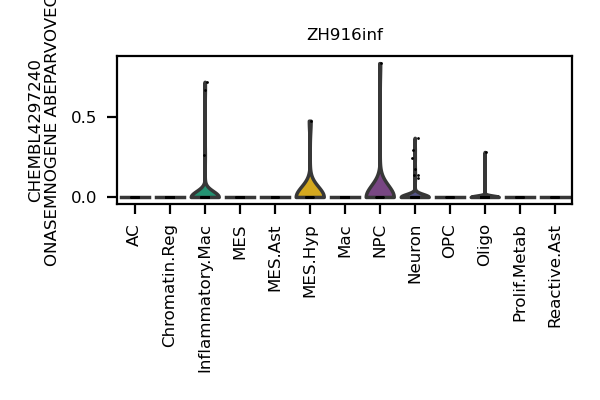 ZH916inf
CHEMBL4297240
ONASEMNOGENE ABEPARVOVEC
0.5
0.0
AC
Chromatin.Reg
Inflammatory.Mac
MES
MES.Ast
MES.Hyp
Mac
NPC
Neuron
OPC
Oligo
Prolif.Metab
Reactive.Ast